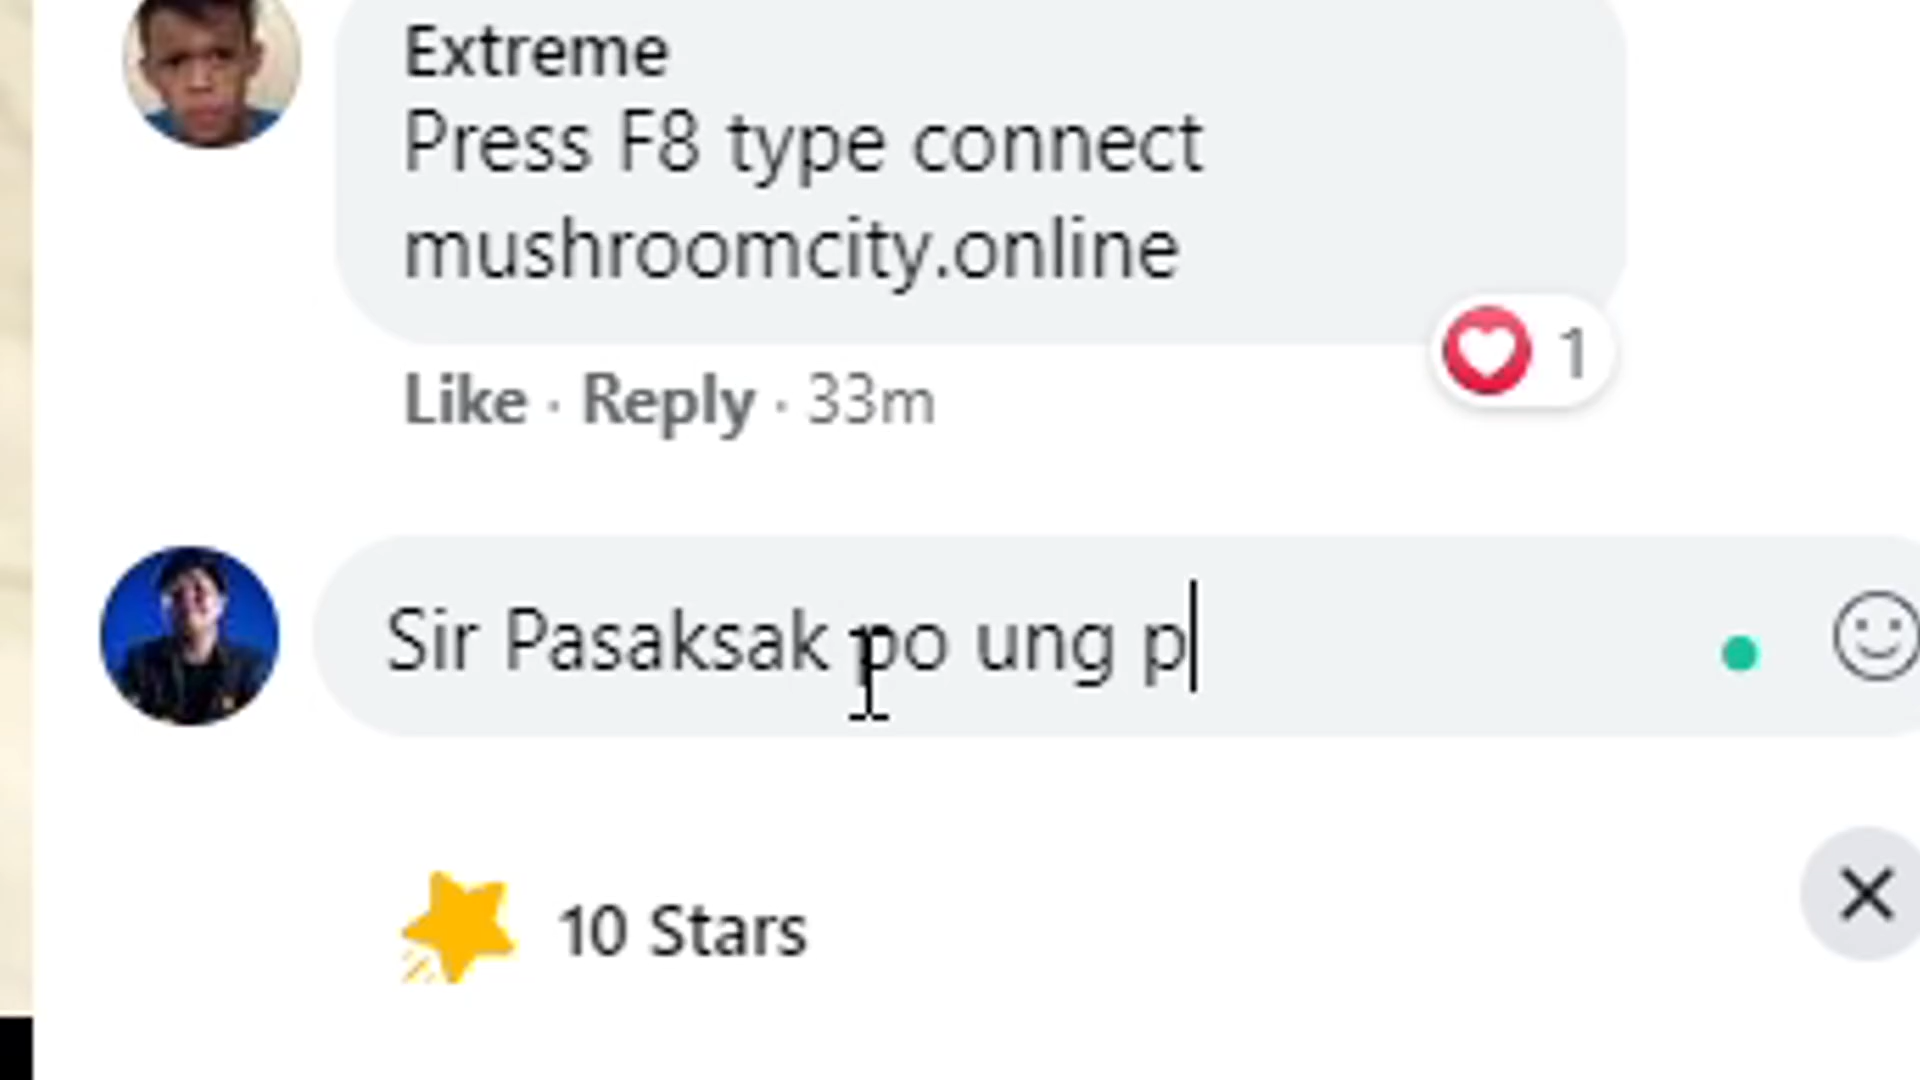 Extreme
Press F8 type connect
mushroomcity.online
1
Like · Reply · 33m
Sir Pasaksak po ung p
10 Stars